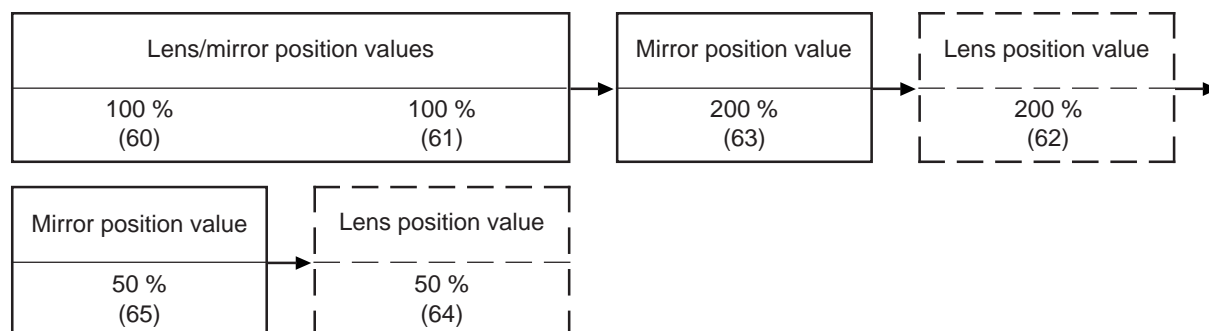 Lens/mirror position values
100 % 100 %
(60) (61)
Mirror position value
200 %
(63)
Lens position value
200 %
(62)
Mirror position value
50 %
(65)
Lens position value
50 %
(64)